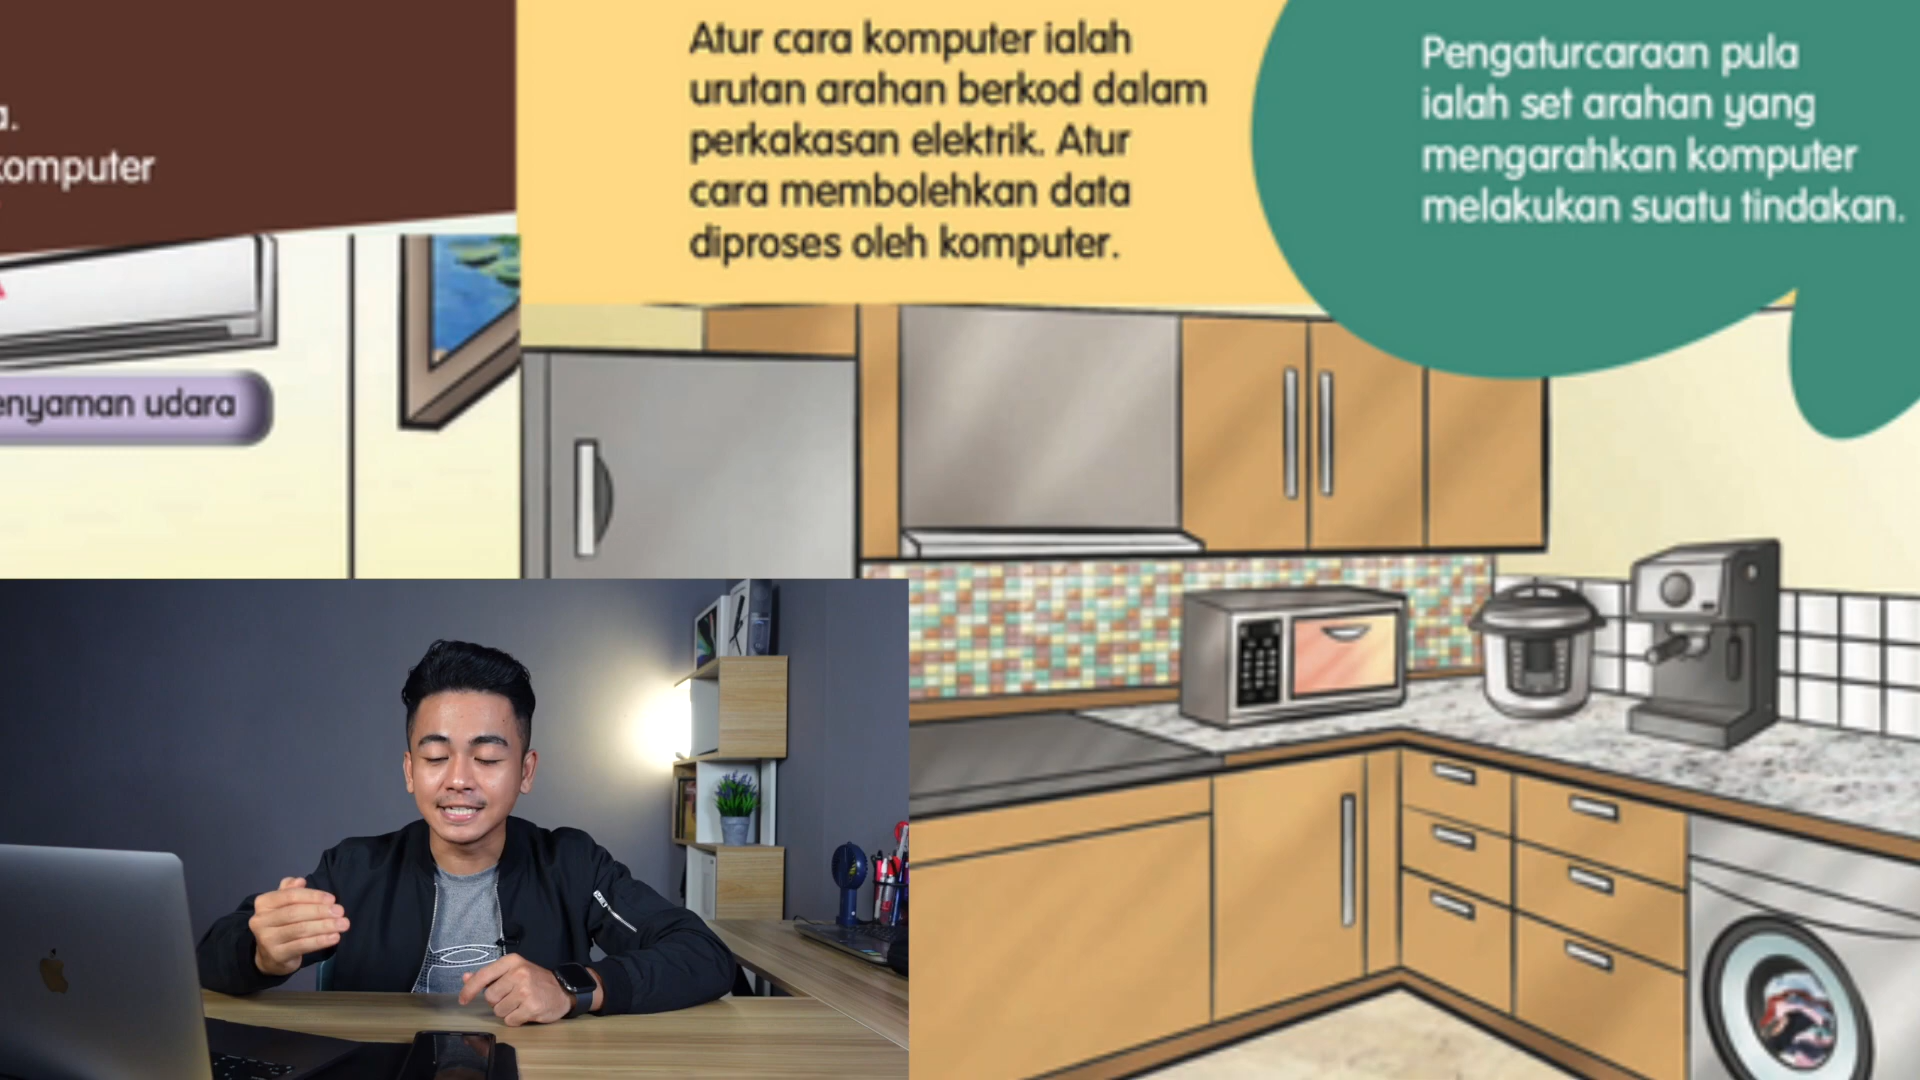 komputer
udara
Atur cara komputer ialah
urutan arahan berkod dalam
perkakasan elektrik. Atur
cara membolehkan data
diproses oleh komputer.
Pengaturcaraan pula
ialah set arahan yang
mengarahkan komputer
melakukan suatu tindakan.